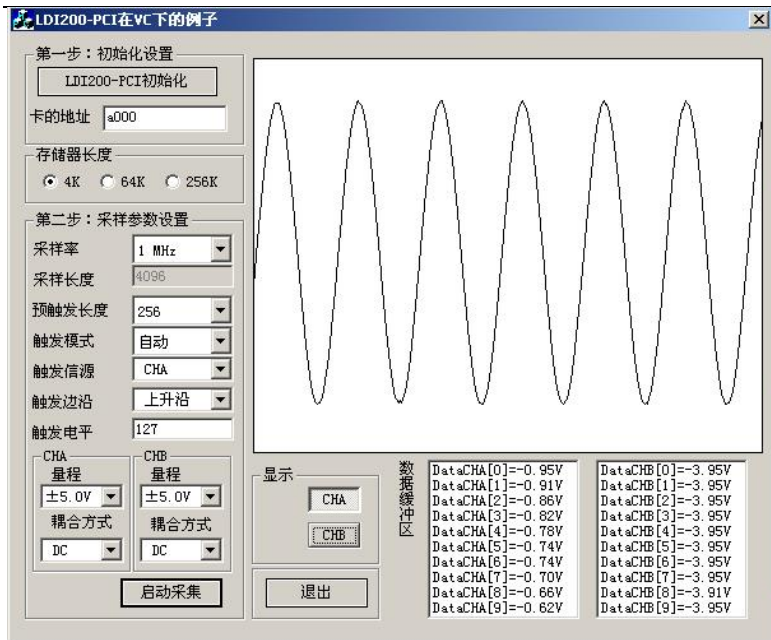 LDI200-PCI在VC下的例子
第一步：初始化设置
LDI200-PCI初始化
卡的地址 a000
存储器长度
4K 64K 256K
第二步：采样参数设置
采样率 1 MHz
采样长度 4096
预触发长度 256
触发模式 自动
触发信源 CHA
触发边沿 上升沿
触发电平 127
CHA CHB
量程 量程
±5.0V ±5.0V
耦合方式 耦合方式
DC DC
启动采集
显示
CHA
CHB
退出
数据缓冲区
DataCHA[0]=-0.95V
DataCHA[1]=-0.91V
DataCHA[2]=-0.86V
DataCHA[3]=-0.82V
DataCHA[4]=-0.78V
DataCHA[5]=-0.74V
DataCHA[6]=-0.74V
DataCHA[7]=-0.70V
DataCHA[8]=-0.66V
DataCHA[9]=-0.62V
DataCHB[0]=-3.95V
DataCHB[1]=-3.95V
DataCHB[2]=-3.95V
DataCHB[3]=-3.95V
DataCHB[4]=-3.95V
DataCHB[5]=-3.95V
DataCHB[6]=-3.95V
DataCHB[7]=-3.95V
DataCHB[8]=-3.91V
DataCHB[9]=-3.95V